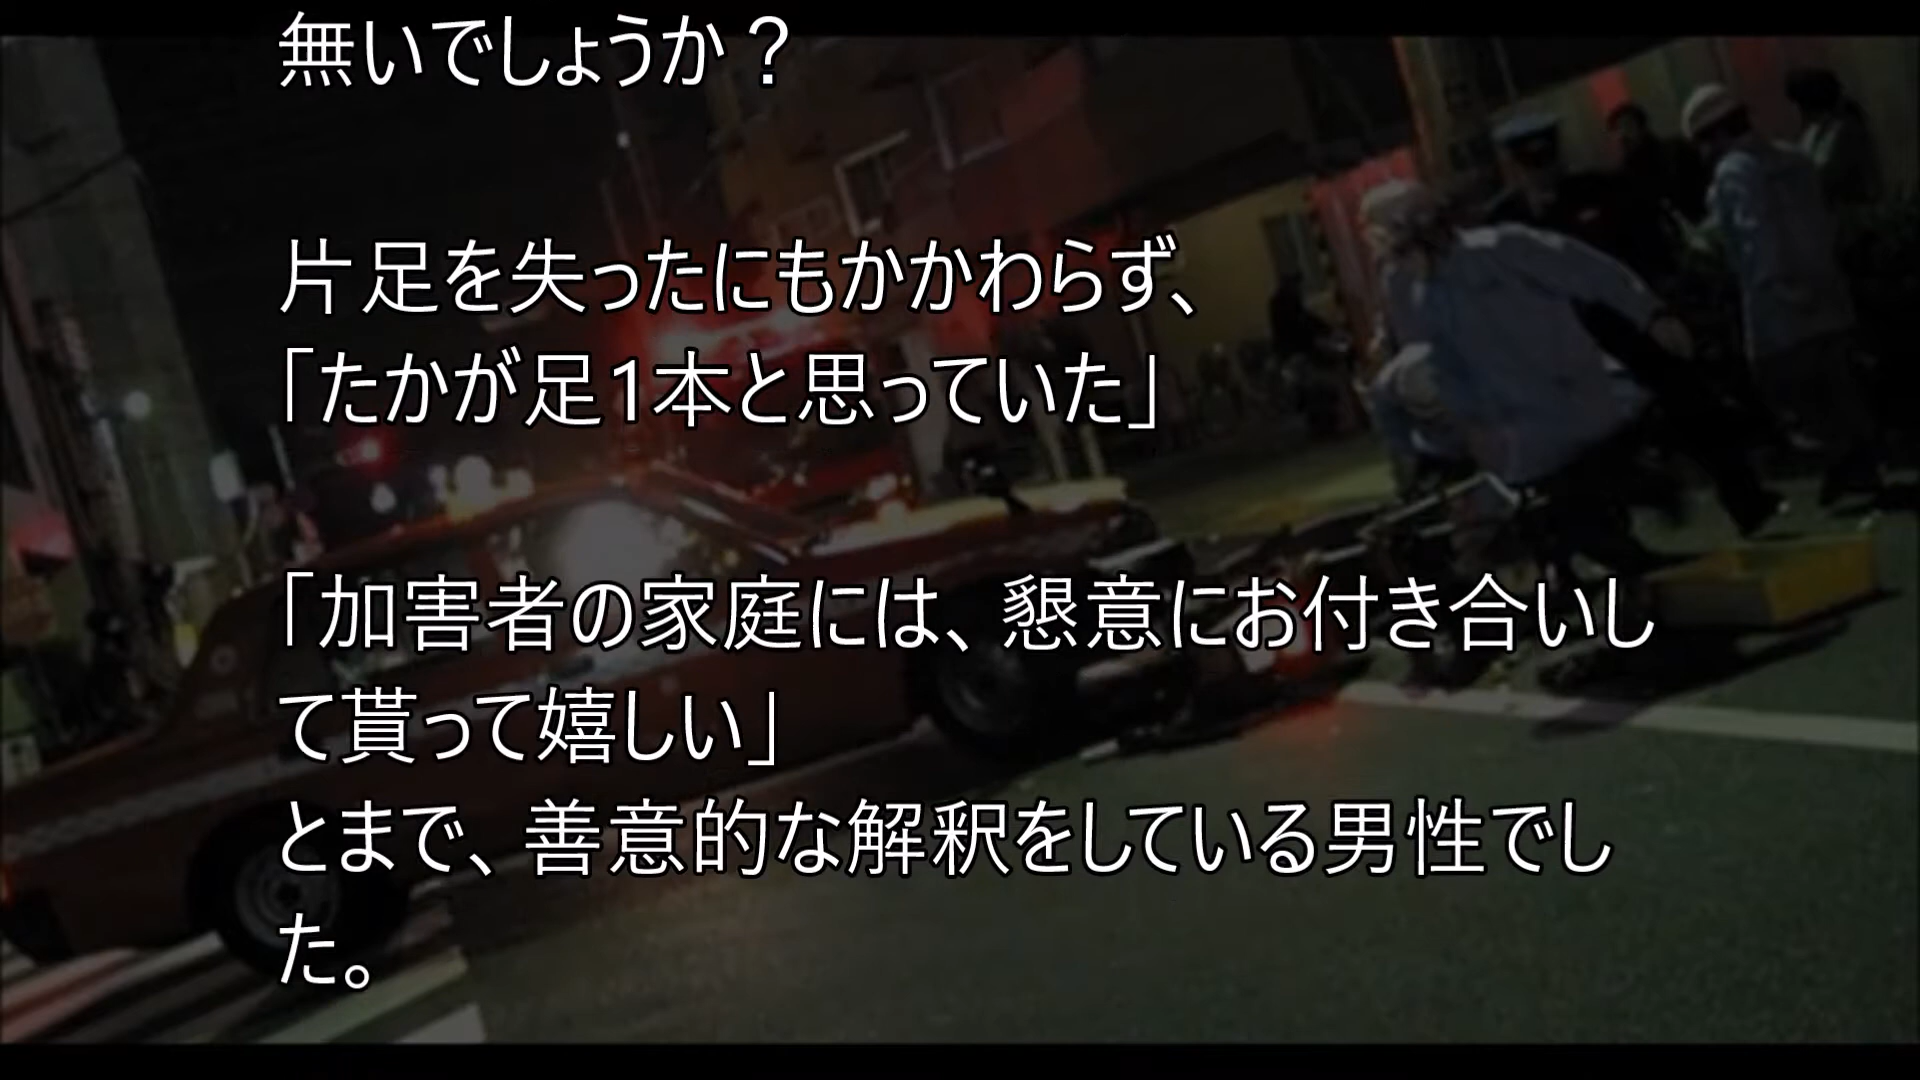 無いでしょうか？
片足を失ったにもかかわらず、
「たかが足1本と思っていた」
「加害者の家庭には、懇意にお付き合いし
て貰って嬉しい」
とまで、善意的な解釈をしている男性でし
た。